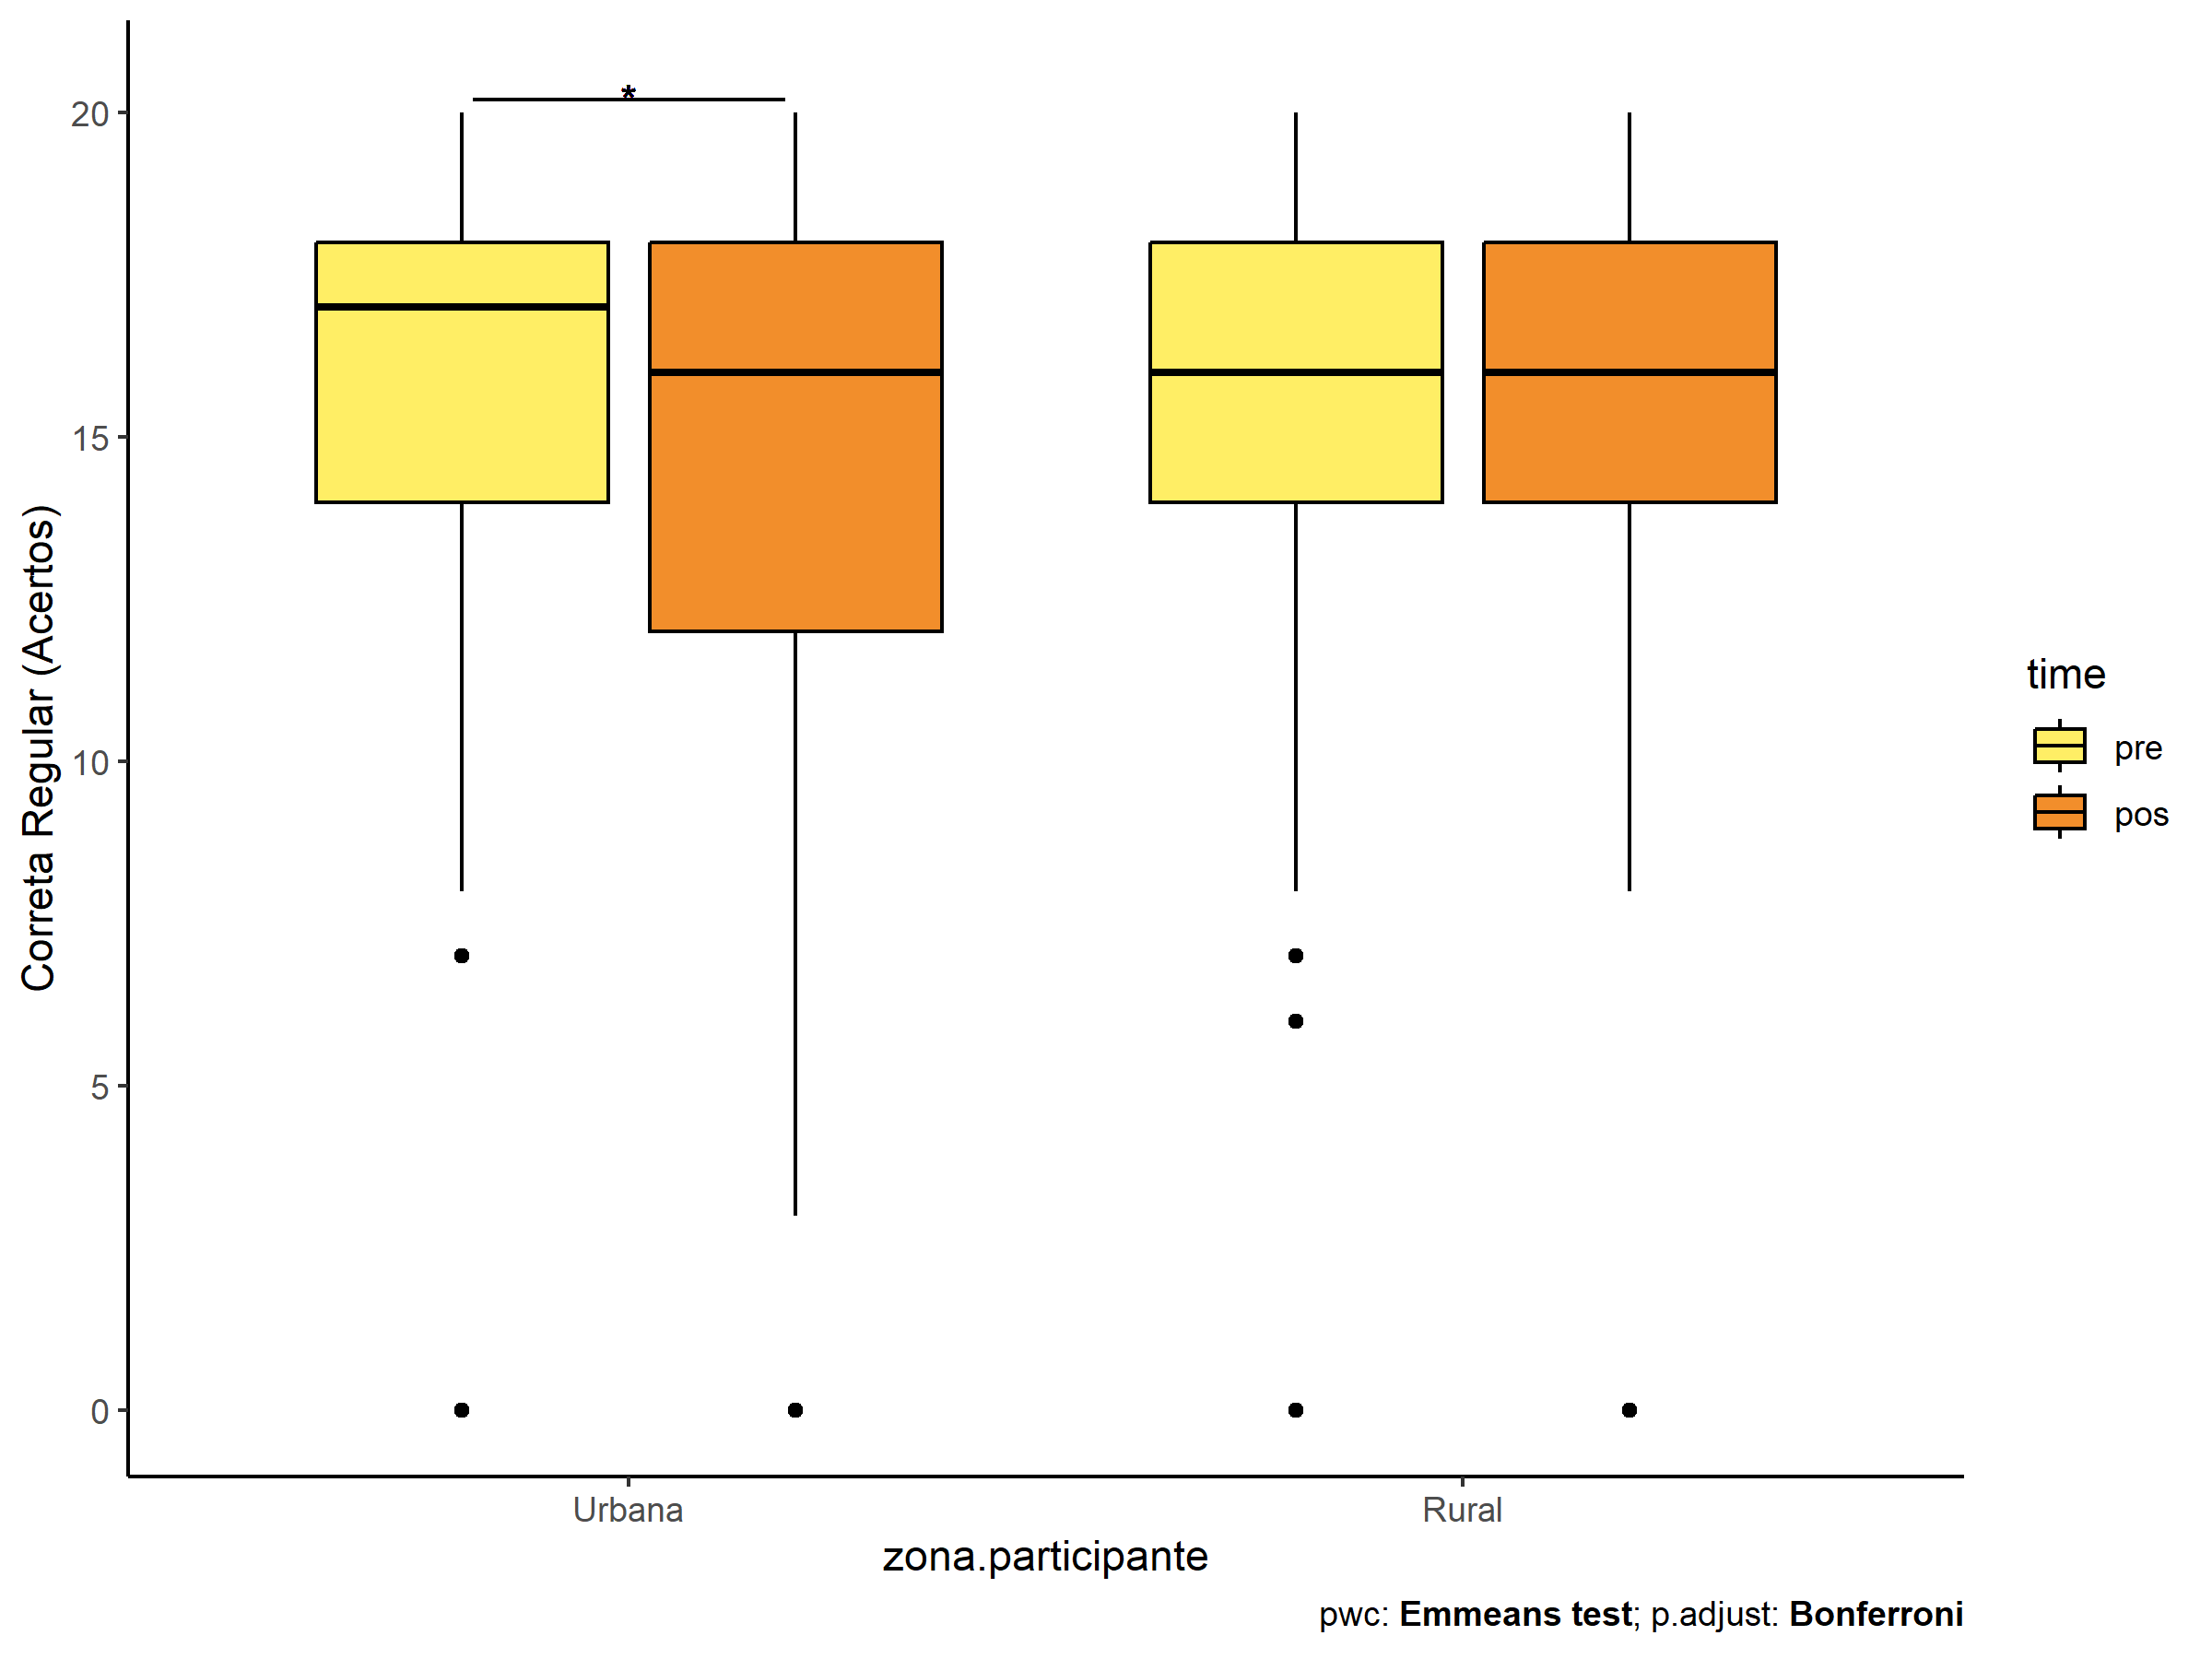 *
20
15
10
5
0
Correta Regular (Acertos)
Urbana
Rural
zona.participante
time
pre
pos
pwc: Emmeans test; p.adjust: Bonferroni